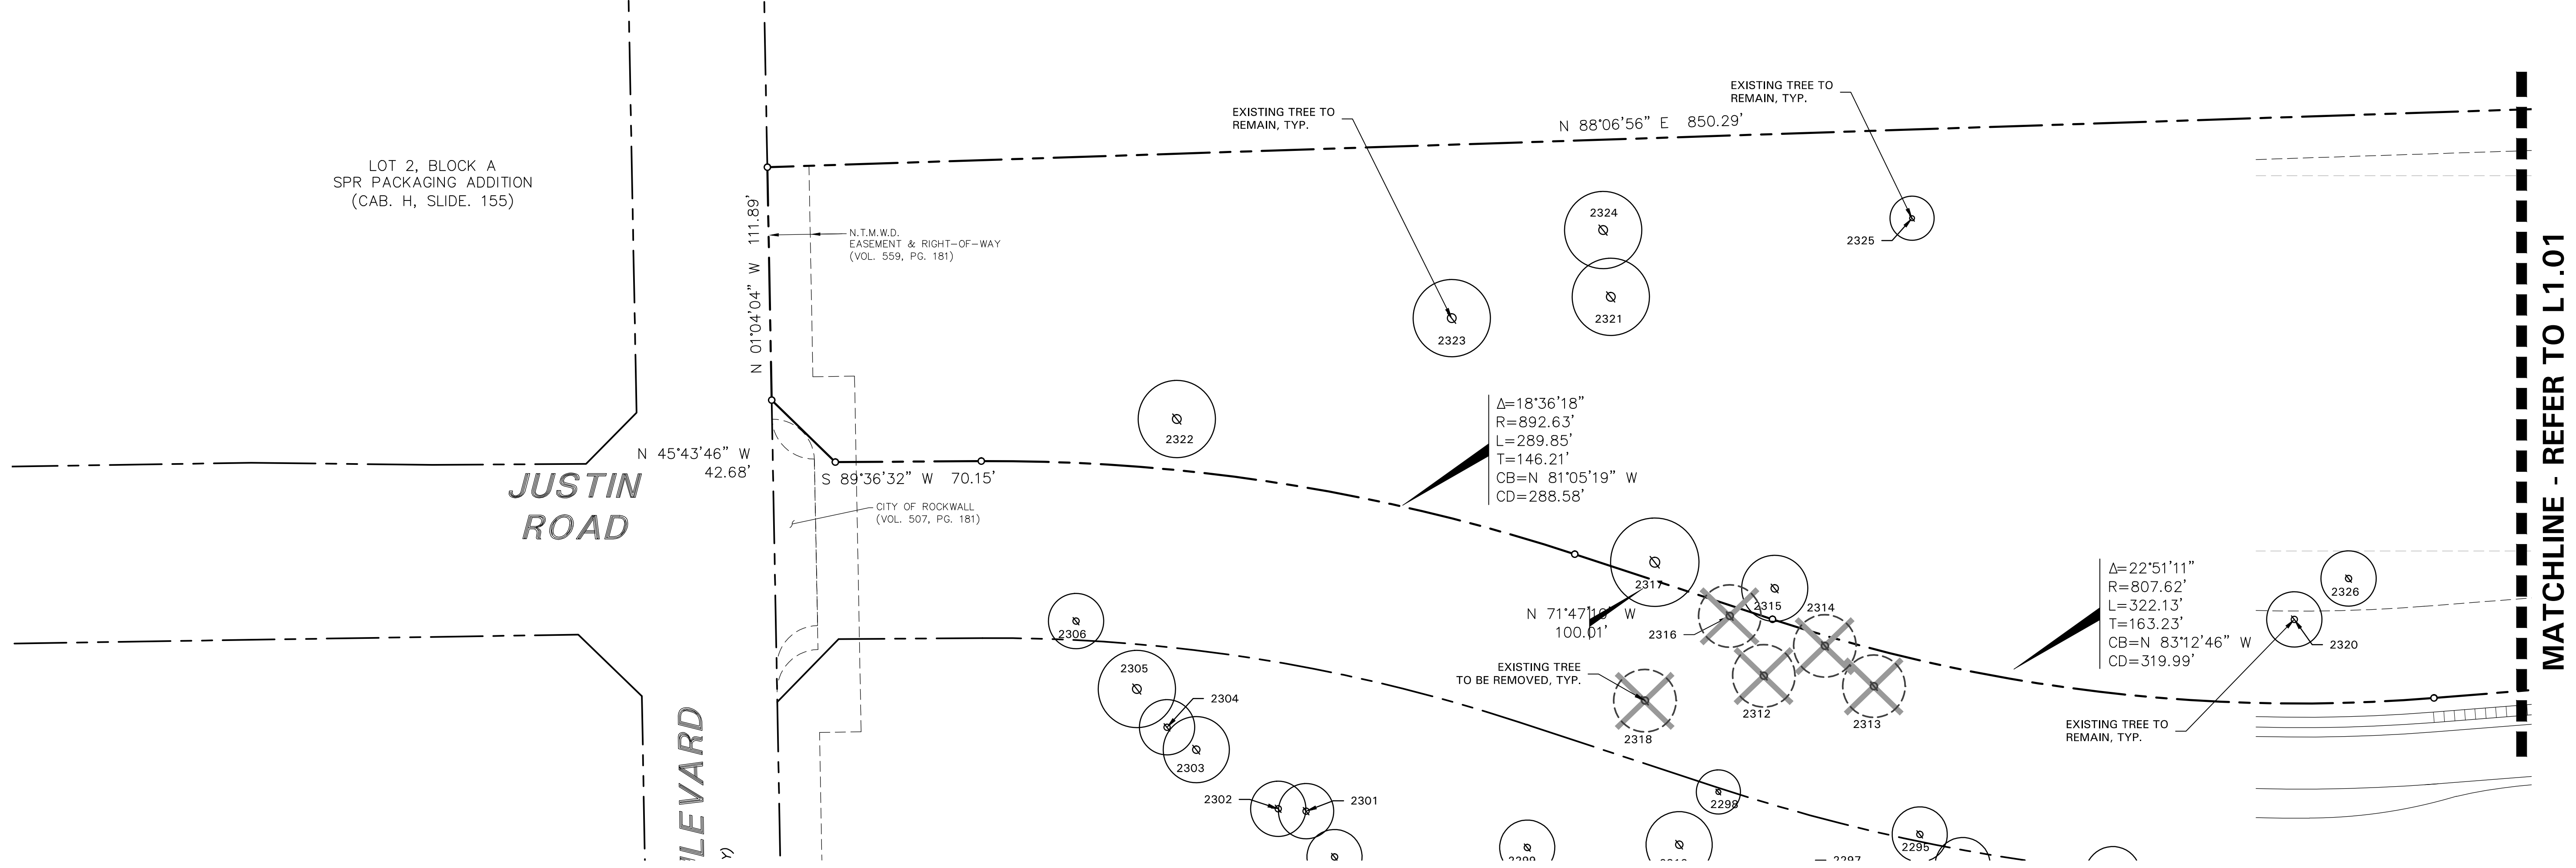 EXISTING TREE TO
REMAIN, TYP.
EXISTING TREE TO
REMAIN, TYP.
N 88°06'56" E 850.29'
LOT 2, BLOCK A
SPR PACKAGING ADDITION
(CAB. H, SLIDE. 155)
N 01°04'04" W 111.89'
N.T.M.W.D.
EASEMENT & RIGHT-OF-WAY
(VOL. 559, PG. 181)
2324
2325
2321
2323
2322
MATCHLINE - REFER TO L1.01
Δ=18°36'18"
R=892.63'
L=289.85'
T=146.21'
CB=N 81°05'19" W
CD=288.58'
N 45°43'46" W
42.68'
S 89°36'32" W 70.15'
JUSTIN
ROAD
CITY OF ROCKWALL
(VOL. 507, PG. 181)
Δ=22°51'11"
R=807.62'
L=322.13'
T=163.23'
CB=N 83°12'46" W
CD=319.99'
2317
2315
2314
2326
N W
100.01'
2316
2306
2320
EXISTING TREE
TO BE REMOVED, TYP.
2305
2304
2312
2313
2318
EXISTING TREE TO
REMAIN, TYP.
2303
2302
2301
2298
2295
2297